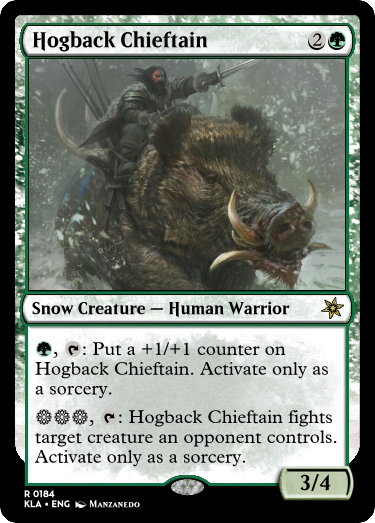 Hogback Chieftain 2
Snow Creature — Human Warrior
, : Put a +1/+1 counter on
Hogback Chieftain. Activate only as
a sorcery.
, : Hogback Chieftain fights
target creature an opponent controls.
Activate only as a sorcery.
3/4
R 0184
KLA • ENG Manzanedo